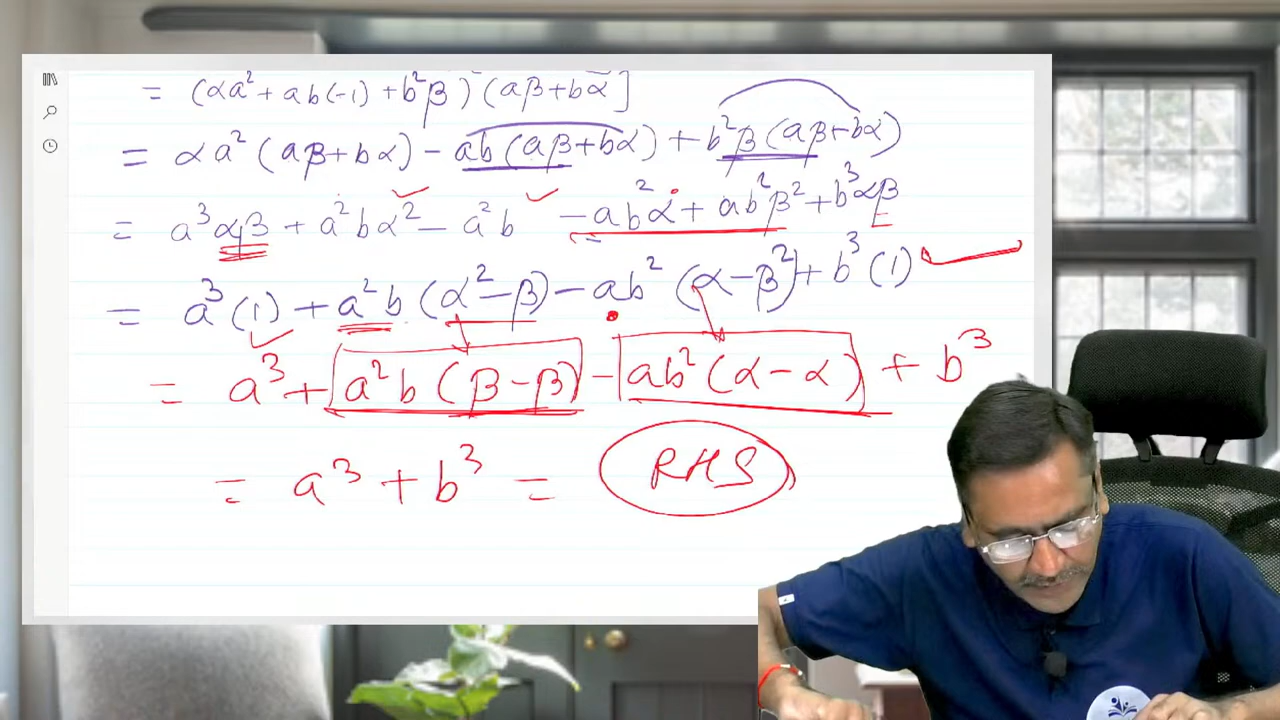 = (αa²+ab(-1)+b²β)(aβ+bα]
= αa²(aβ+bα) - ab(aβ+bα) + b²β(aβ+bα)
= a³αβ + a²bα² - a²b - ab²α + ab²β² + b³αβ
= a³(1) + a²b(α²-β) - ab²(α-β²) + b³(1)
= a³ + a²b(β-β) - ab²(α-α) + b³
= a³ + b³ = RHS